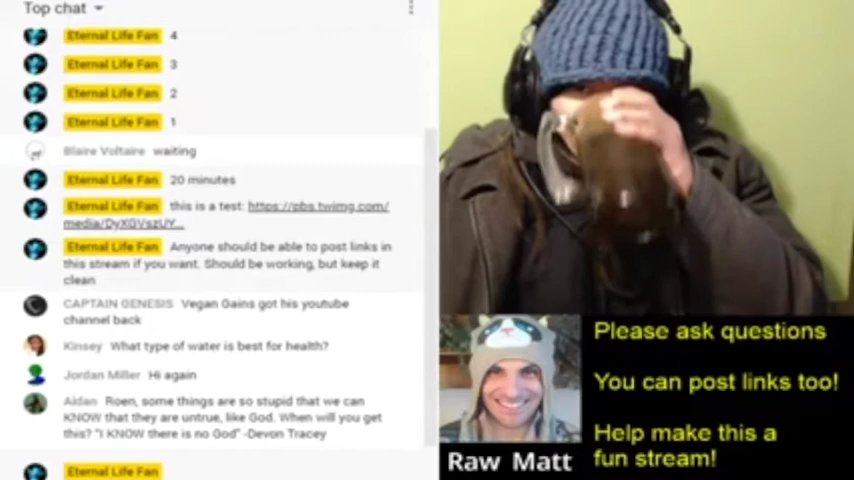 Top chat
Eternal Life Fan 4
Eternal Life Fan 3
Eternal Life Fan 2
Eternal Life Fan 1
Blaire Voltaire waiting
Eternal Life Fan 20 minutes
Eternal Life Fan this is a test: https://pbs.twimg.com/
media/DyXGVszUY...
Eternal Life Fan Anyone should be able to post links in
this stream if you want. Should be working, but keep it
clean
CAPTAIN GENESIS Vegan Gains got his youtube
channel back
Kinsey What type of water is best for health?
Jordan Miller Hi again
Aidan Roen, some things are so stupid that we can
KNOW that they are untrue, like God. When will you get
this? "I KNOW there is no God" -Devon Tracey
Eternal Life Fan
Please ask questions
You can post links too!
Help make this a
fun stream!
Raw Matt